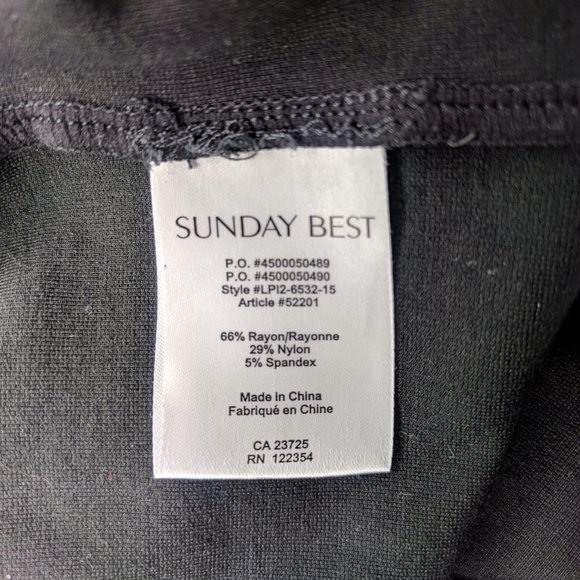 SUNDAY BEST
P.O. #4500050489
P.O. #4500050490
Style #LPI2-6532-15
Article #52201
66% Rayon/Rayonne
29% Nylon
5% Spandex
Made in China
Fabriqué en Chine
CA 23725
RN 122354